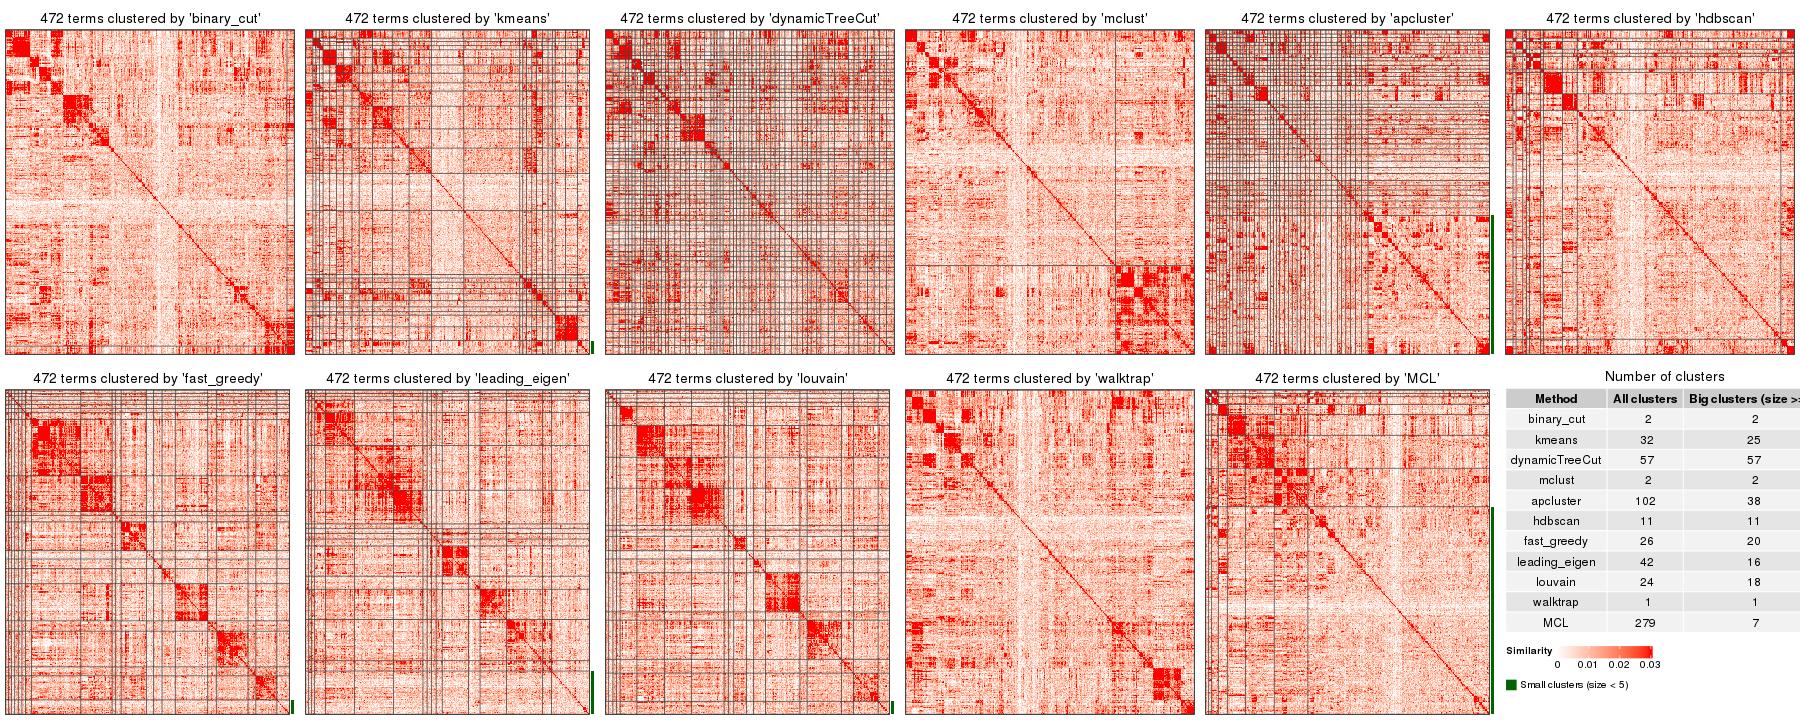 472 terms clustered by 'binary_cut'
472 terms clustered by 'kmeans'
472 terms clustered by 'dynamicTreeCut'
472 terms clustered by 'mclust'
472 terms clustered by 'apcluster'
472 terms clustered by 'hdbscan'
472 terms clustered by 'fast_greedy'
472 terms clustered by 'leading_eigen'
472 terms clustered by 'louvain'
472 terms clustered by 'walktrap'
472 terms clustered by 'MCL'
Number of clusters
Method All clusters Big clusters (size >
binary_cut 2 2
kmeans 32 25
dynamicTreeCut 57 57
mclust 2 2
apcluster 102 38
hdbscan 11 11
fast_greedy 26 20
leading_eigen 42 16
louvain 24 18
walktrap 1 1
MCL 279 7
Similarity
0 0.01 0.02 0.03
Small clusters (size < 5)